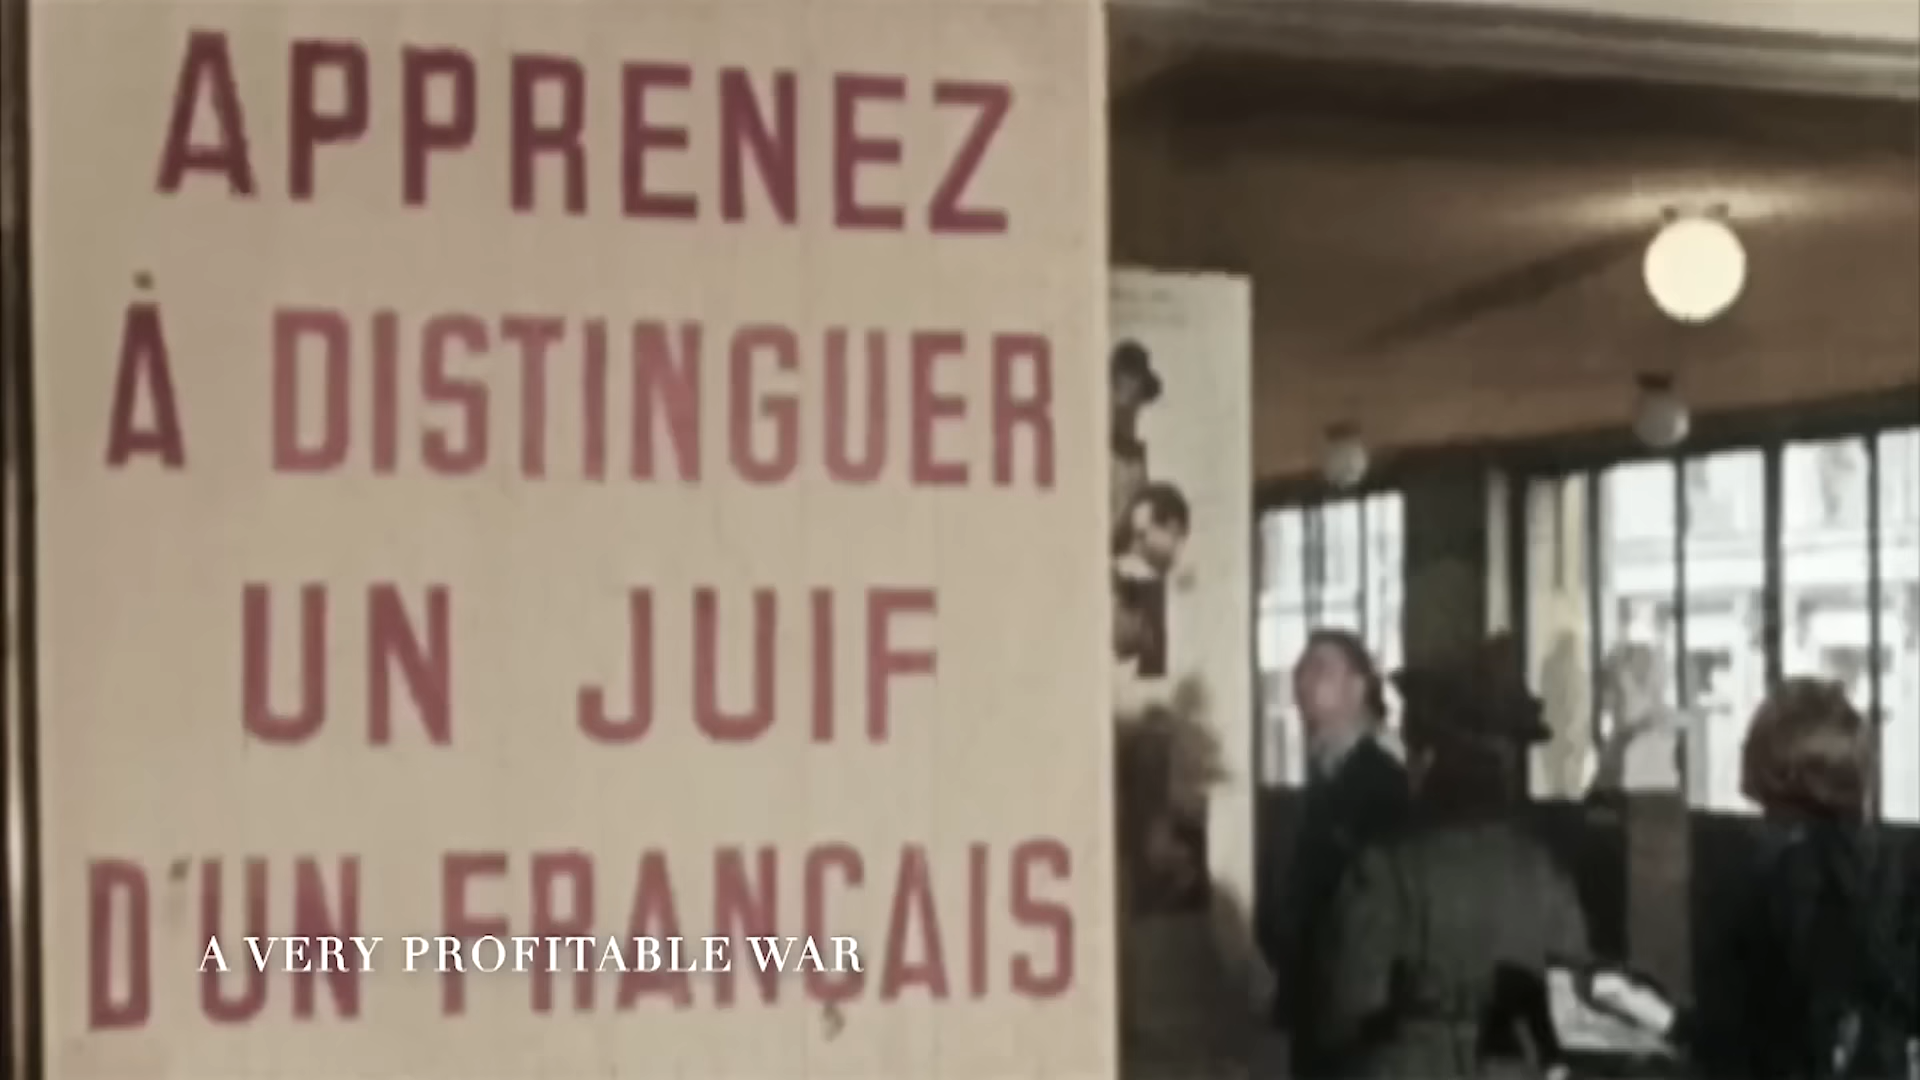 APPRENEZ
À DISTINGUER
UN JUIF
D'UN FRANÇAIS
A VERY PROFITABLE WAR